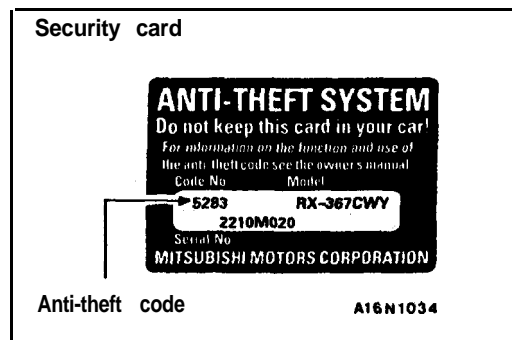 Security card
ANTI-THEFT SYSTEM
Do not keep this card in your car!
For information on the function and use of
the anti theft code see the owner's manual
Code No Model
5283 RX-367CWY
2210M020
Serial No
MITSUBISHI MOTORS CORPORATION
Anti-theft code
A16N1034